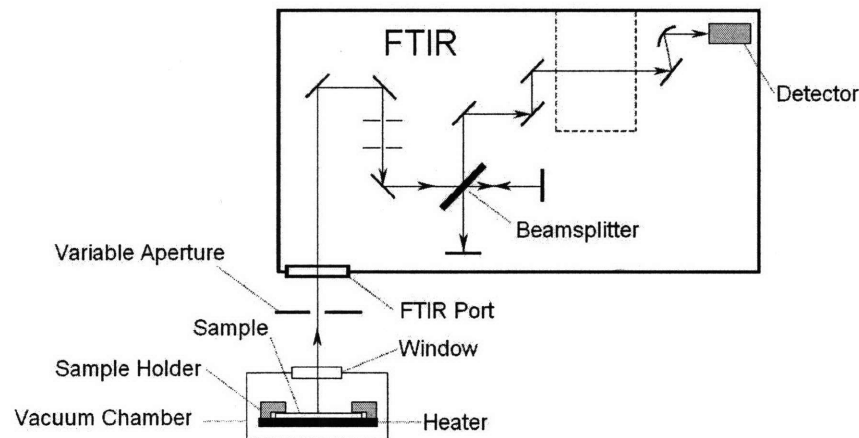 FTIR
Detector
Beamsplitter
Variable Aperture
FTIR Port
Sample
Window
Sample Holder
Vacuum Chamber
Heater